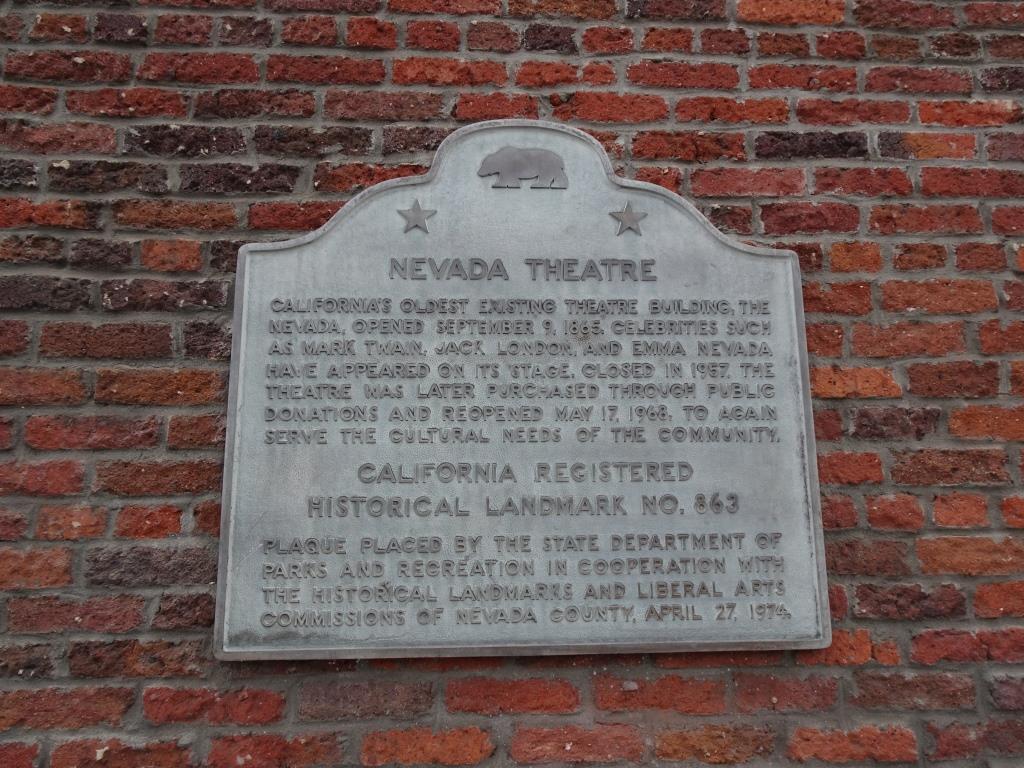 NEVADA THEATRE
CALIFORNIA'S OLDEST EXISTING THEATRE BUILDING, THE
NEVADA, OPENED SEPTEMBER 9, 1865. CELEBRITIES SUCH
AS MARK TWAIN, JACK LONDON, AND EMMA NEVADA
HAVE APPEARED ON ITS STAGE. CLOSED IN 1957, THE
THEATRE WAS LATER PURCHASED THROUGH PUBLIC
DONATIONS AND REOPENED MAY 17, 1968, TO AGAIN
SERVE THE CULTURAL NEEDS OF THE COMMUNITY.
CALIFORNIA REGISTERED
HISTORICAL LANDMARK NO. 863
PLAQUE PLACED BY THE STATE DEPARTMENT OF
PARKS AND RECREATION IN COOPERATION WITH
THE HISTORICAL LANDMARKS AND LIBERAL ARTS
COMMISSIONS OF NEVADA COUNTY, APRIL 27, 1974.